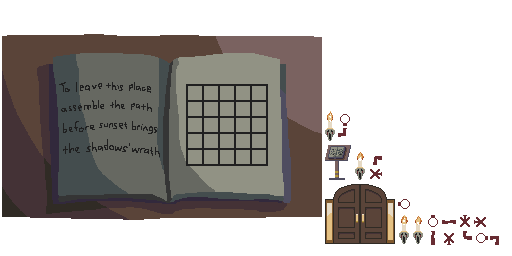 To leave this place
assemble the path
before sunset brings
the shadows' wrath